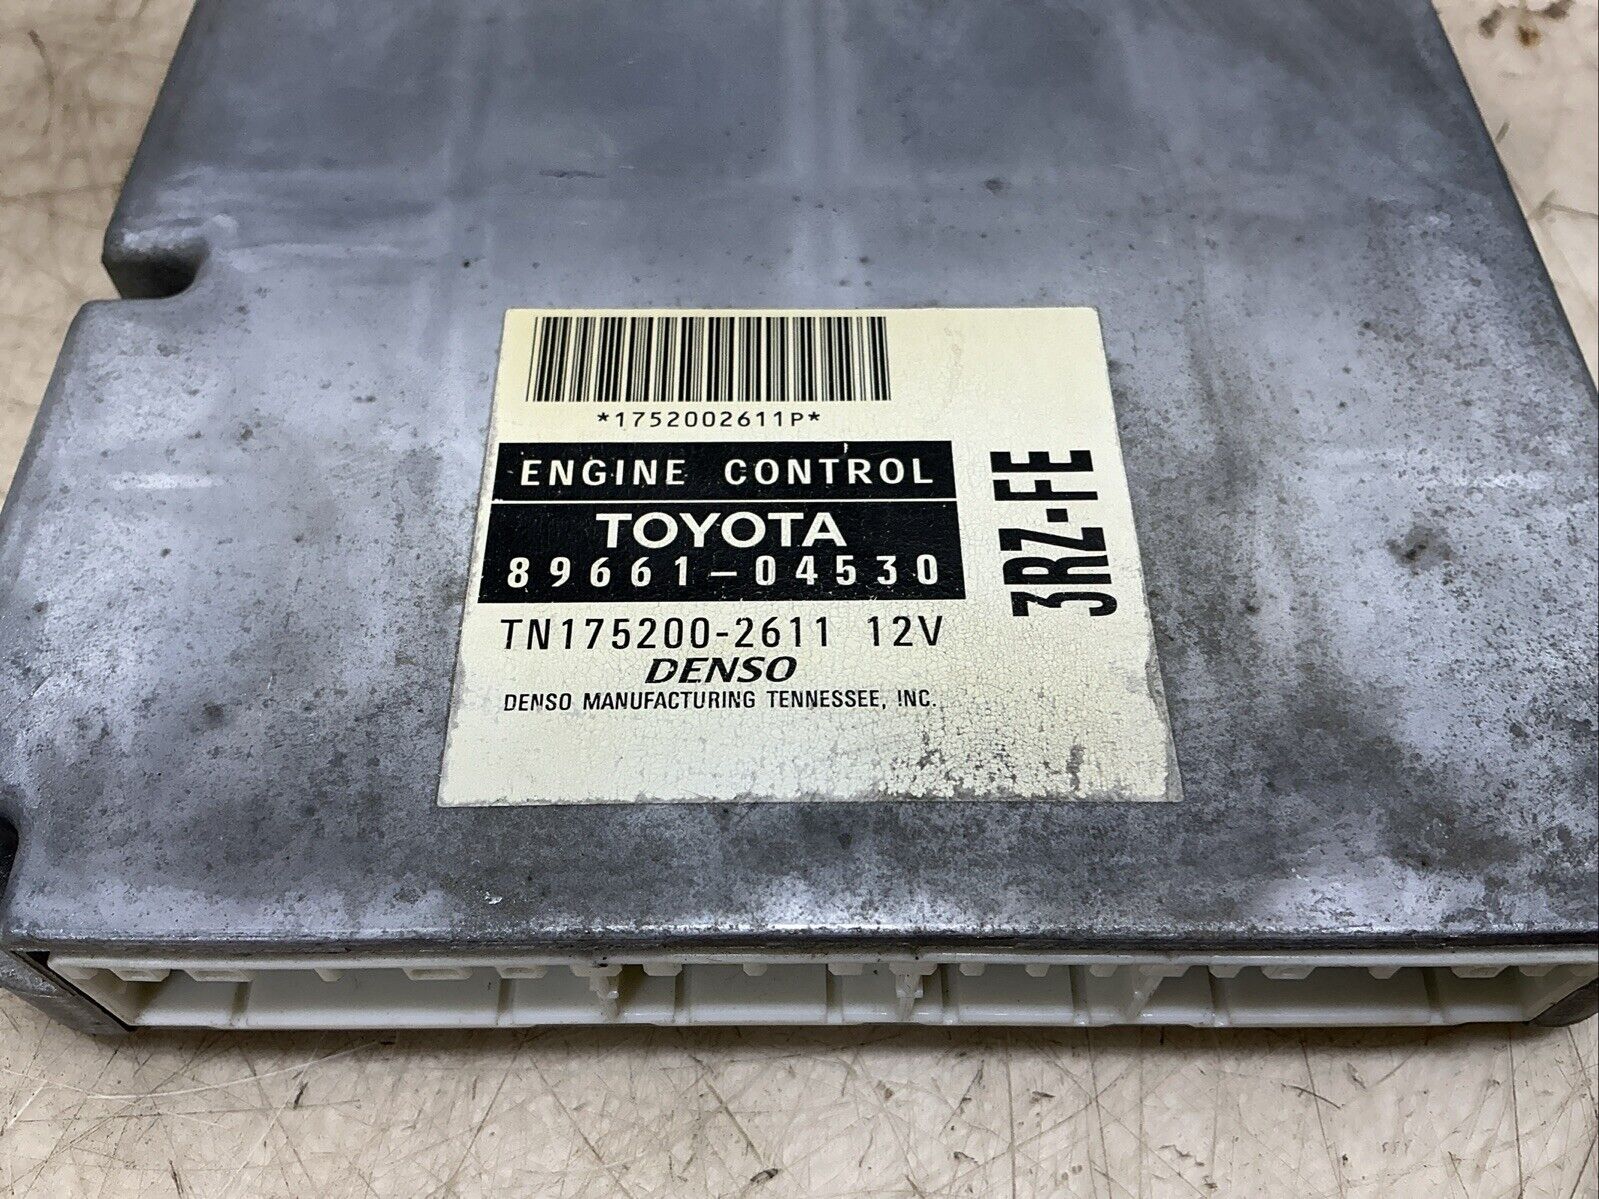 *1752002611P*
ENGINE CONTROL
TOYOTA
89661-04530
TN175200-2611 12V
DENSO
DENSO MANUFACTURING TENNESSEE, INC.
3RZ-FE